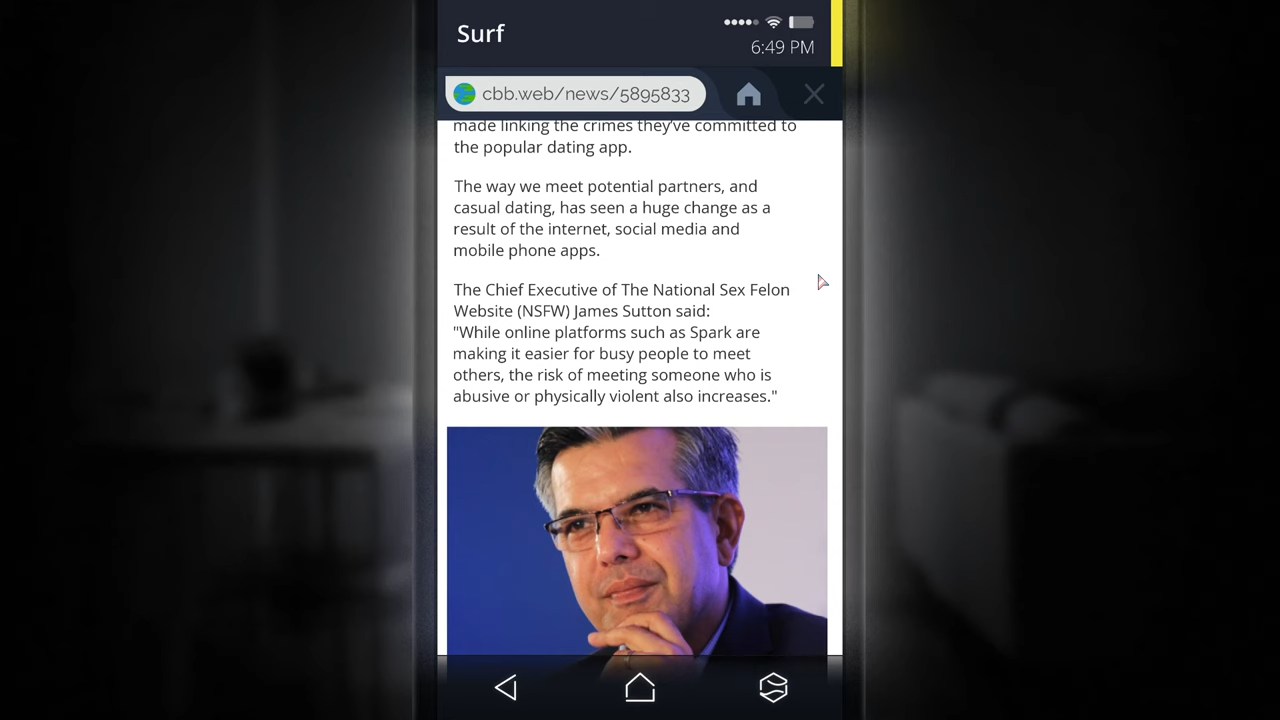 Surf
6:49 PM
cbb.web/news/5895833
made linking the crimes they've committed to
the popular dating app.
The way we meet potential partners, and
casual dating, has seen a huge change as a
result of the internet, social media and
mobile phone apps.
The Chief Executive of The National Sex Felon
Website (NSFW) James Sutton said:
"While online platforms such as Spark are
making it easier for busy people to meet
others, the risk of meeting someone who is
abusive or physically violent also increases."